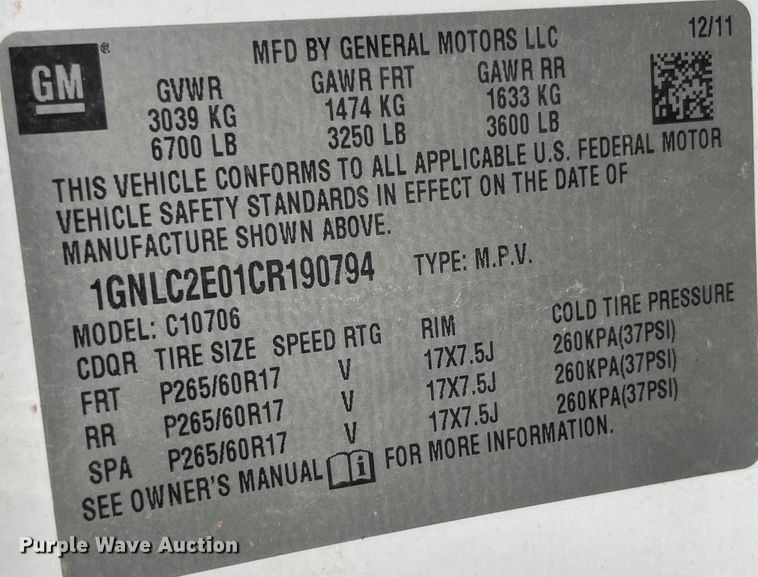 GM ®
MFD BY GENERAL MOTORS LLC
12/11
GVWR GAWR FRT GAWR RR
3039 KG 1474 KG 1633 KG
6700 LB 3250 LB 3600 LB
THIS VEHICLE CONFORMS TO ALL APPLICABLE U.S. FEDERAL MOTOR
VEHICLE SAFETY STANDARDS IN EFFECT ON THE DATE OF
MANUFACTURE SHOWN ABOVE.
1GNLC2E01CR190794 TYPE: M.P.V.
MODEL: C10706
CDQR TIRE SIZE SPEED RTG RIM COLD TIRE PRESSURE
FRT P265/60R17 V 17X7.5J 260KPA(37PSI)
RR P265/60R17 V 17X7.5J 260KPA(37PSI)
SPA P265/60R17 V 17X7.5J 260KPA(37PSI)
SEE OWNER'S MANUAL i FOR MORE INFORMATION.
Purple Wave Auction